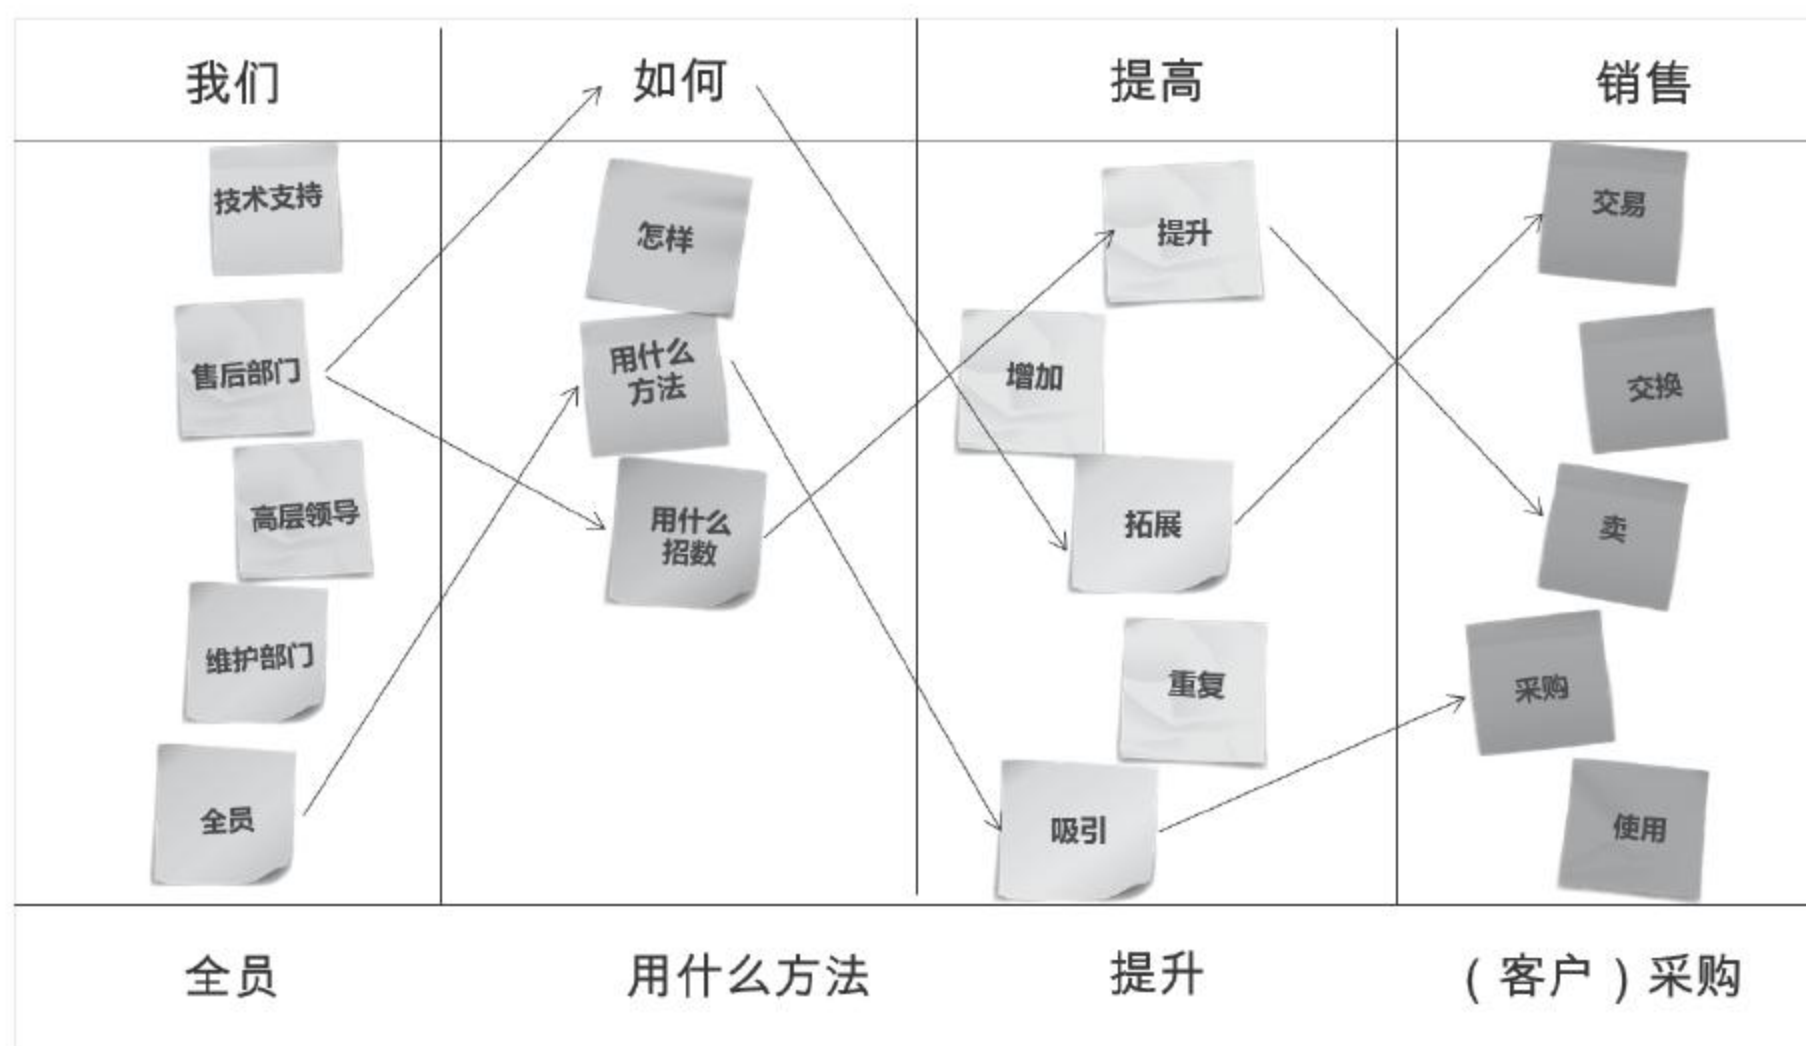 我们
如何
提高
销售
技术支持
售后部门
高层领导
维护部门
全员
怎样
用什么
方法
用什么
招数
提升
增加
拓展
重复
吸引
交易
交换
卖
采购
使用
全员
用什么方法
提升
（客户）采购